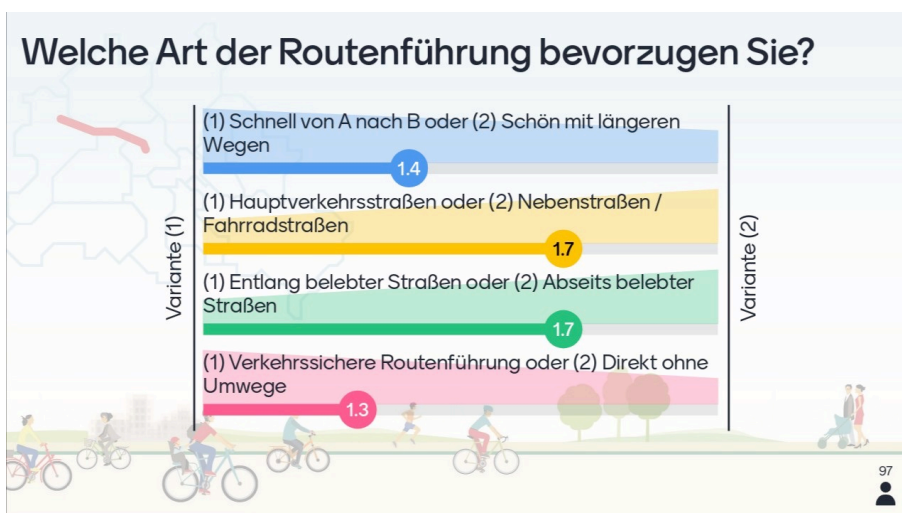 Welche Art der Routenführung bevorzugen Sie?
(1) Schnell von A nach B oder (2) Schön mit längeren
Wegen
1.4
(1) Hauptverkehrsstraßen oder (2) Nebenstraßen /
Fahrradstraßen
1.7
(1) Entlang belebter Straßen oder (2) Abseits belebter
Straßen
1.7
(1) Verkehrssichere Routenführung oder (2) Direkt ohne
Umwege
1.3
Variante (1)
Variante (2)
97